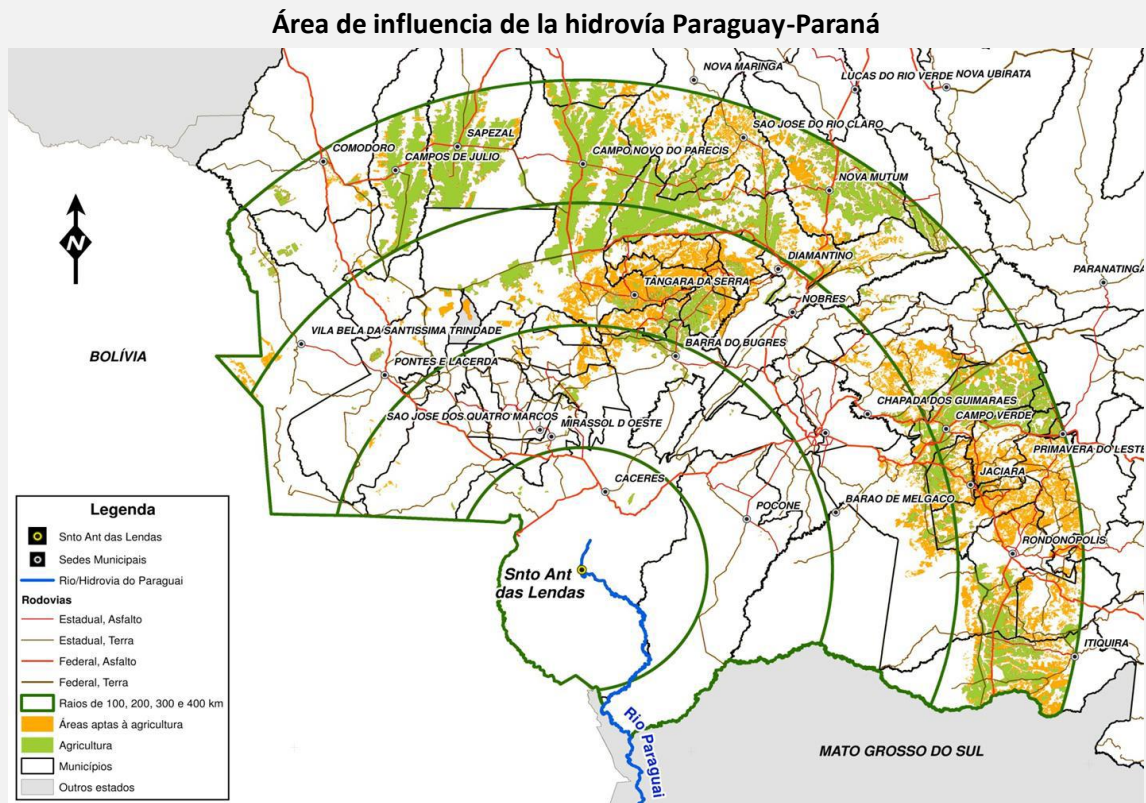 Área de influencia de la hidrovía Paraguay-Paraná
NOVA MARINGA
LUCAS DO RIO VERDE
NOVA UBIRATA
SAO JOSE DO RIO CLARO
SAPEZAL
COMODORO
CAMPOS DE JULIO
CAMPO NOVO DO PARECIS
NOVA MUTUM
N
DIAMANTINO
PARANATINGA
TANGARA DA SERRA
NOBRES
VILA BELA DA SANTISSIMA TRINDADE
BOLÍVIA
BARRA DO BUGRES
PONTES E LACERDA
CHAPADA DOS GUIMARAES
SAO JOSE DOS QUATRO MARCOS
MIRASSOL D OESTE
CAMPO VERDE
PRIMAVERA DO LESTE
JACIARA
CACERES
POCONE
BARAO DE MELGACO
RONDONOPOLIS
Snto Ant
das Lendas
ITIQUIRA
Rio Paraguai
MATO GROSSO DO SUL
Legenda
Snto Ant das Lendas
Sedes Municipais
Rio/Hidrovia do Paraguai
Rodovias
Estadual, Asfalto
Estadual, Terra
Federal, Asfalto
Federal, Terra
Raios de 100, 200, 300 e 400 km
Áreas aptas à agricultura
Agricultura
Municípios
Outros estados